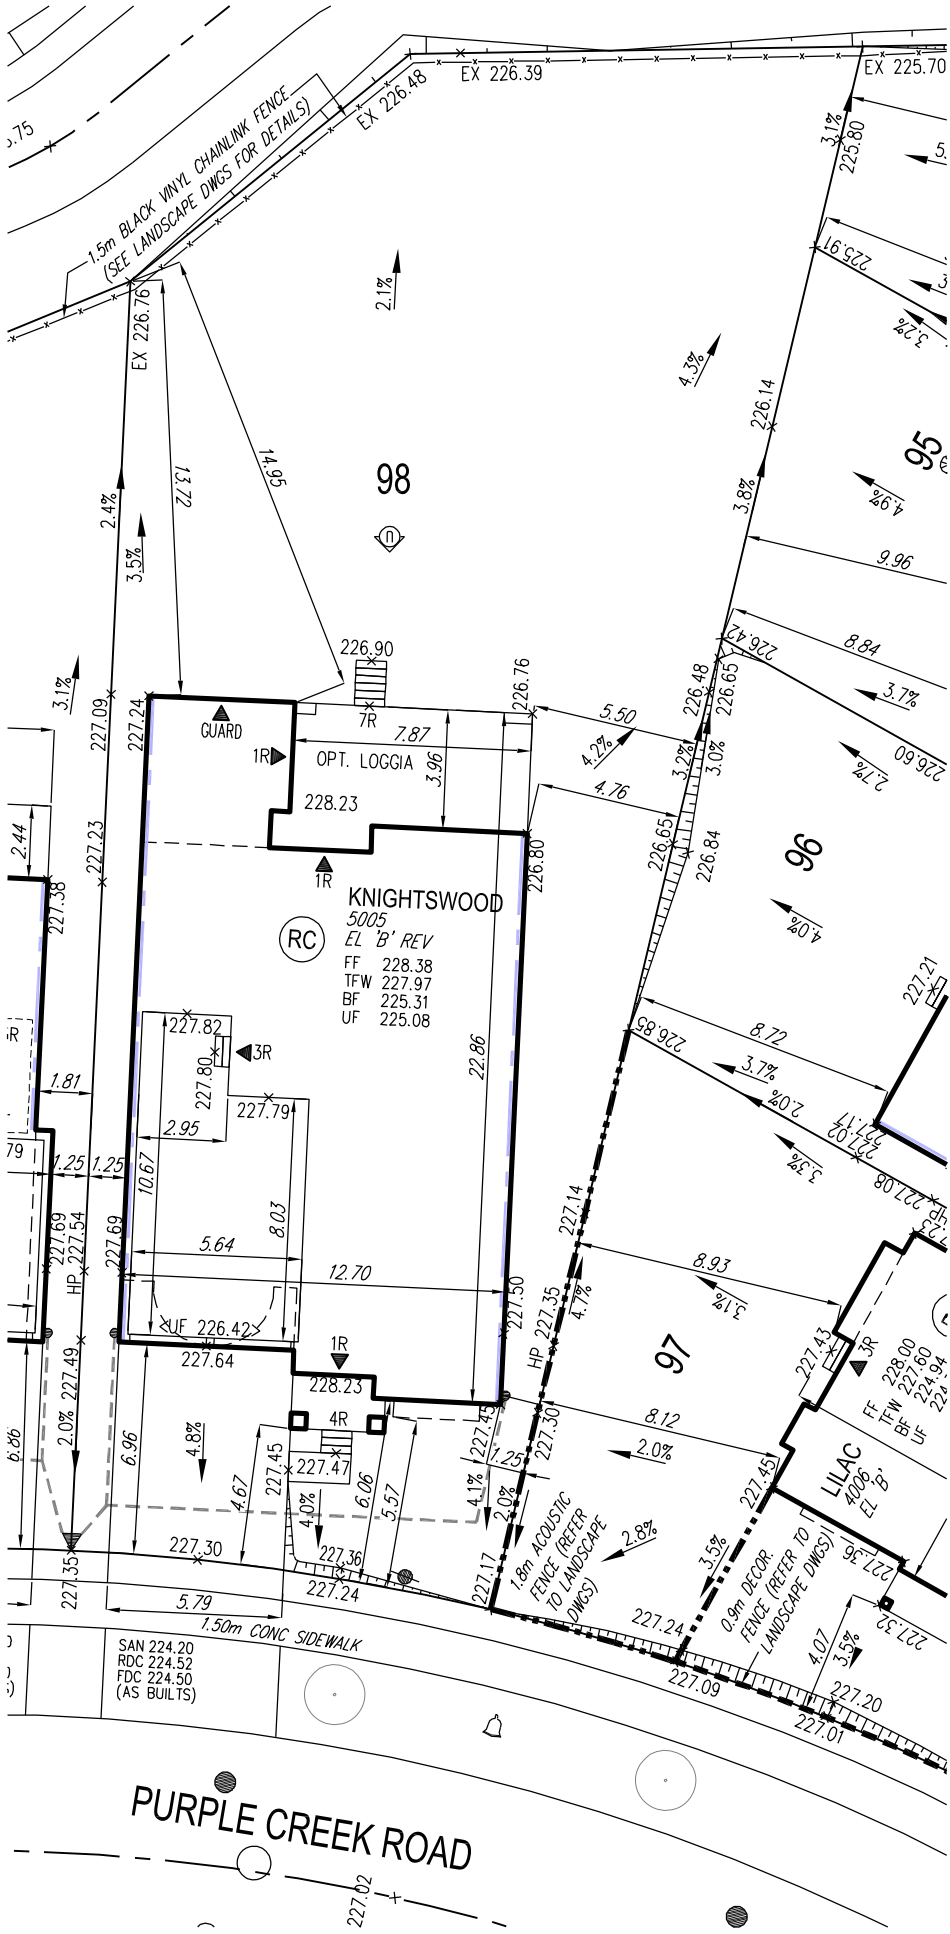 EX 226.48
EX 226.39
EX 225.70
1.5m BLACK VINYL CHAINLINK FENCE
(SEE LANDSCAPE DWGS FOR DETAILS)
3.1%
225.80
225.91
3.2%
EX 226.76
2.1%
4.3%
226.14
95
13.72
14.95
98
2.4%
3.5%
3.8%
4.9%
9.96
226.42
8.84
3.1%
227.09
227.24
GUARD
1R
226.90
7R
7.87
OPT. LOGGIA
3.96
226.76
5.50
4.2%
226.48
226.65
3.2%
3.0%
3.7%
2.7%
226.60
228.23
4.76
2.44
227.23
227.38
1R
226.80
226.65
226.84
96
4.0%
KNIGHTSWOOD
5005
EL 'B' REV
RC
FF 228.38
TFW 227.97
BF 225.31
UF 225.08
227.21
227.82
227.80
3R
227.79
22.86
226.85
8.72
3.7%
2.0%
227.17
227.02
3.3%
227.08
1.81
2.95
1.25
1.25
10.67
8.03
227.14
227.69
HP 227.54
227.69
5.64
12.70
227.50
HP 227.35
4.7%
8.93
3.1%
97
UF 226.42
227.64
1R
228.23
227.43
3R
FF 228.00
TFW 227.60
BF 224.94
UF
227.49
2.0%
6.86
6.96
4.8%
4.67
227.45
4R
227.47
4.0%
6.06
5.57
227.45
1.25
227.30
4.1%
2.0%
8.12
2.0%
227.45
LILAC
4006
EL 'B'
227.36
227.35
227.30
227.36
227.24
227.17
1.8m ACOUSTIC
FENCE (REFER
TO LANDSCAPE
DWGS)
2.8%
3.5%
0.9m DECOR.
FENCE (REFER TO
LANDSCAPE DWGS)
227.24
4.07
3.5%
227.32
5.79
1.50m CONC SIDEWALK
227.09
227.20
227.01
SAN 224.20
RDC 224.52
FDC 224.50
(AS BUILTS)
PURPLE CREEK ROAD
227.02